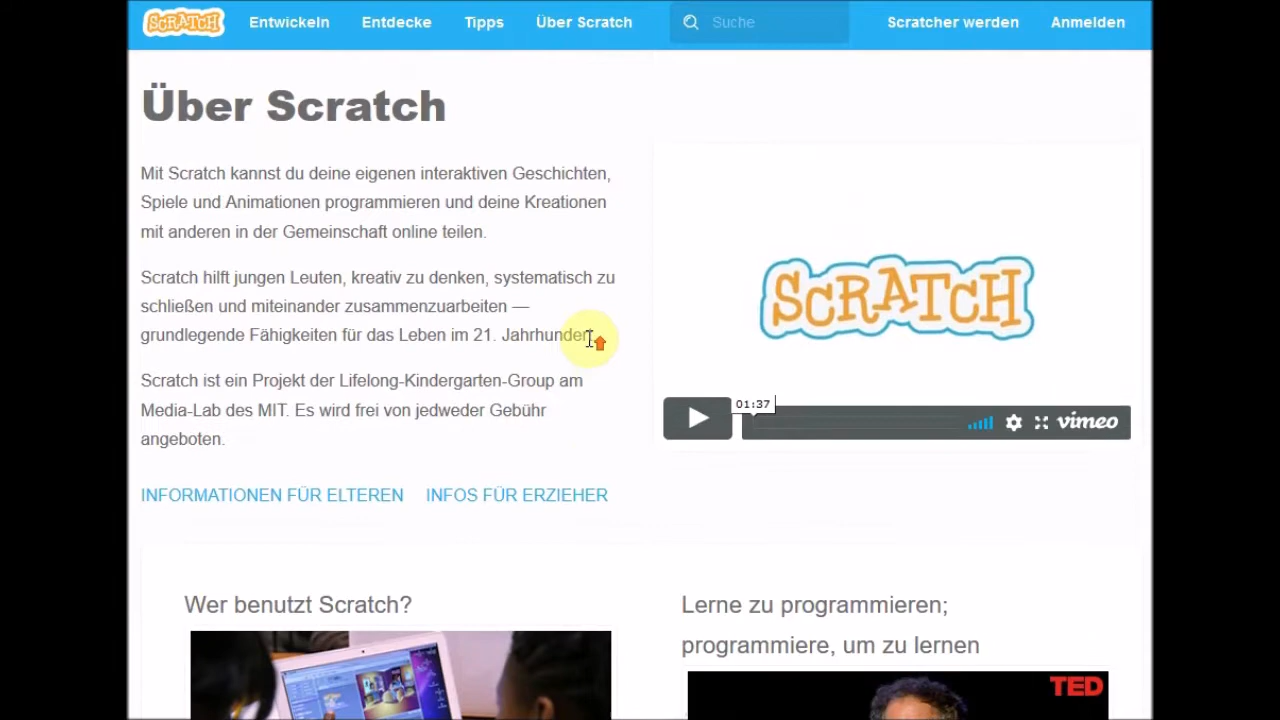 SCRATCH Entwickeln Entdecke Tipps Über Scratch Suche Scratcher werden Anmelden
Über Scratch
Mit Scratch kannst du deine eigenen interaktiven Geschichten,
Spiele und Animationen programmieren und deine Kreationen
mit anderen in der Gemeinschaft online teilen.
Scratch hilft jungen Leuten, kreativ zu denken, systematisch zu
schließen und miteinander zusammenzuarbeiten —
grundlegende Fähigkeiten für das Leben im 21. Jahrhundert
Scratch ist ein Projekt der Lifelong-Kindergarten-Group am
Media-Lab des MIT. Es wird frei von jedweder Gebühr
angeboten.
INFORMATIONEN FÜR ELTEREN INFOS FÜR ERZIEHER
SCRATCH
01:37
vimeo
Wer benutzt Scratch?
Lerne zu programmieren;
programmiere, um zu lernen
TED